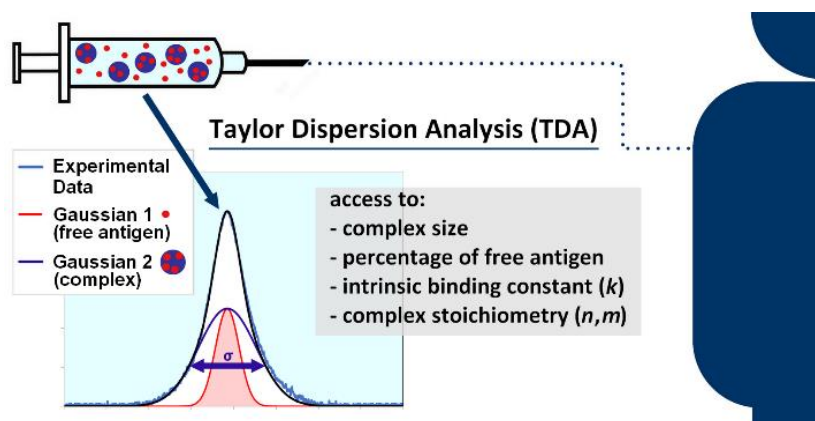 Taylor Dispersion Analysis (TDA)
Experimental
Data
Gaussian 1
(free antigen)
Gaussian 2
(complex)
access to:
- complex size
- percentage of free antigen
- intrinsic binding constant (k)
- complex stoichiometry (n,m)
σ